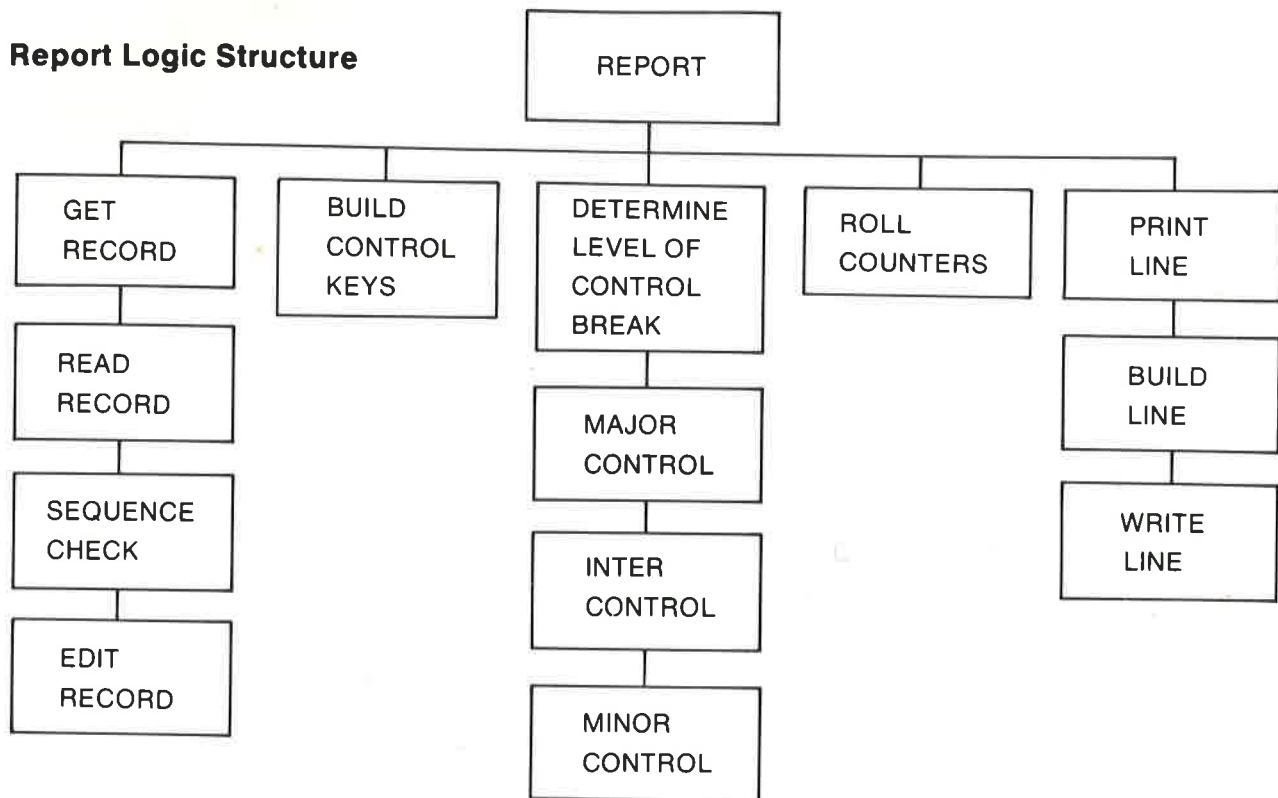 Report Logic Structure
REPORT
GET
RECORD
READ
RECORD
SEQUENCE
CHECK
EDIT
RECORD
BUILD
CONTROL
KEYS
DETERMINE
LEVEL OF
CONTROL
BREAK
MAJOR
CONTROL
INTER
CONTROL
MINOR
CONTROL
ROLL
COUNTERS
PRINT
LINE
BUILD
LINE
WRITE
LINE